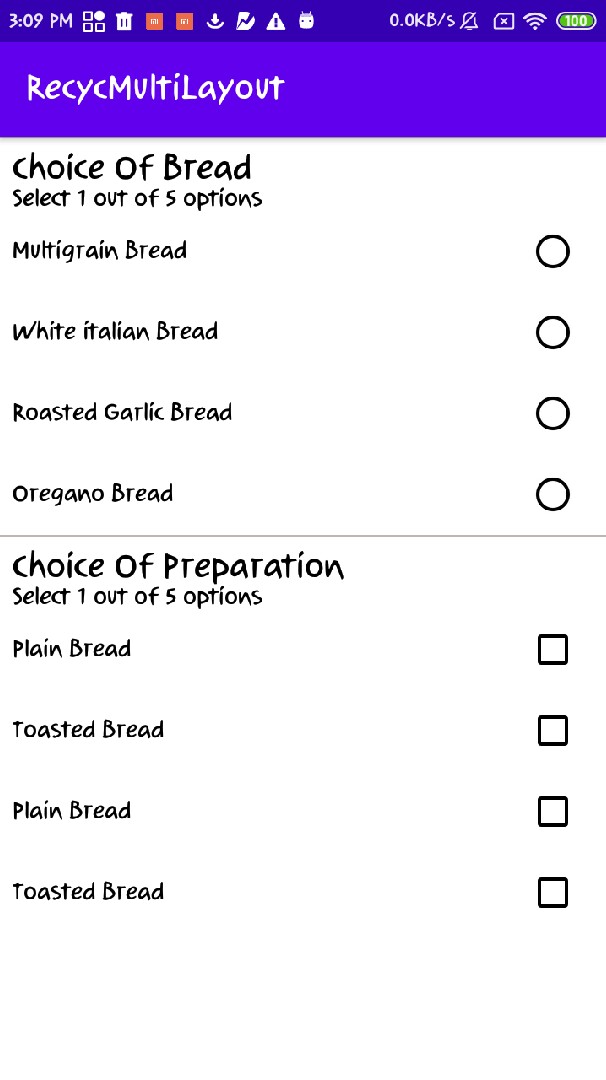 3:09 PM
0.0KB/s
100
RecycMultiLayout
Choice Of Bread
Select 1 out of 5 options
Multigrain Bread
White italian Bread
Roasted Garlic Bread
Oregano Bread
Choice Of Preparation
Select 1 out of 5 options
Plain Bread
Toasted Bread
Plain Bread
Toasted Bread